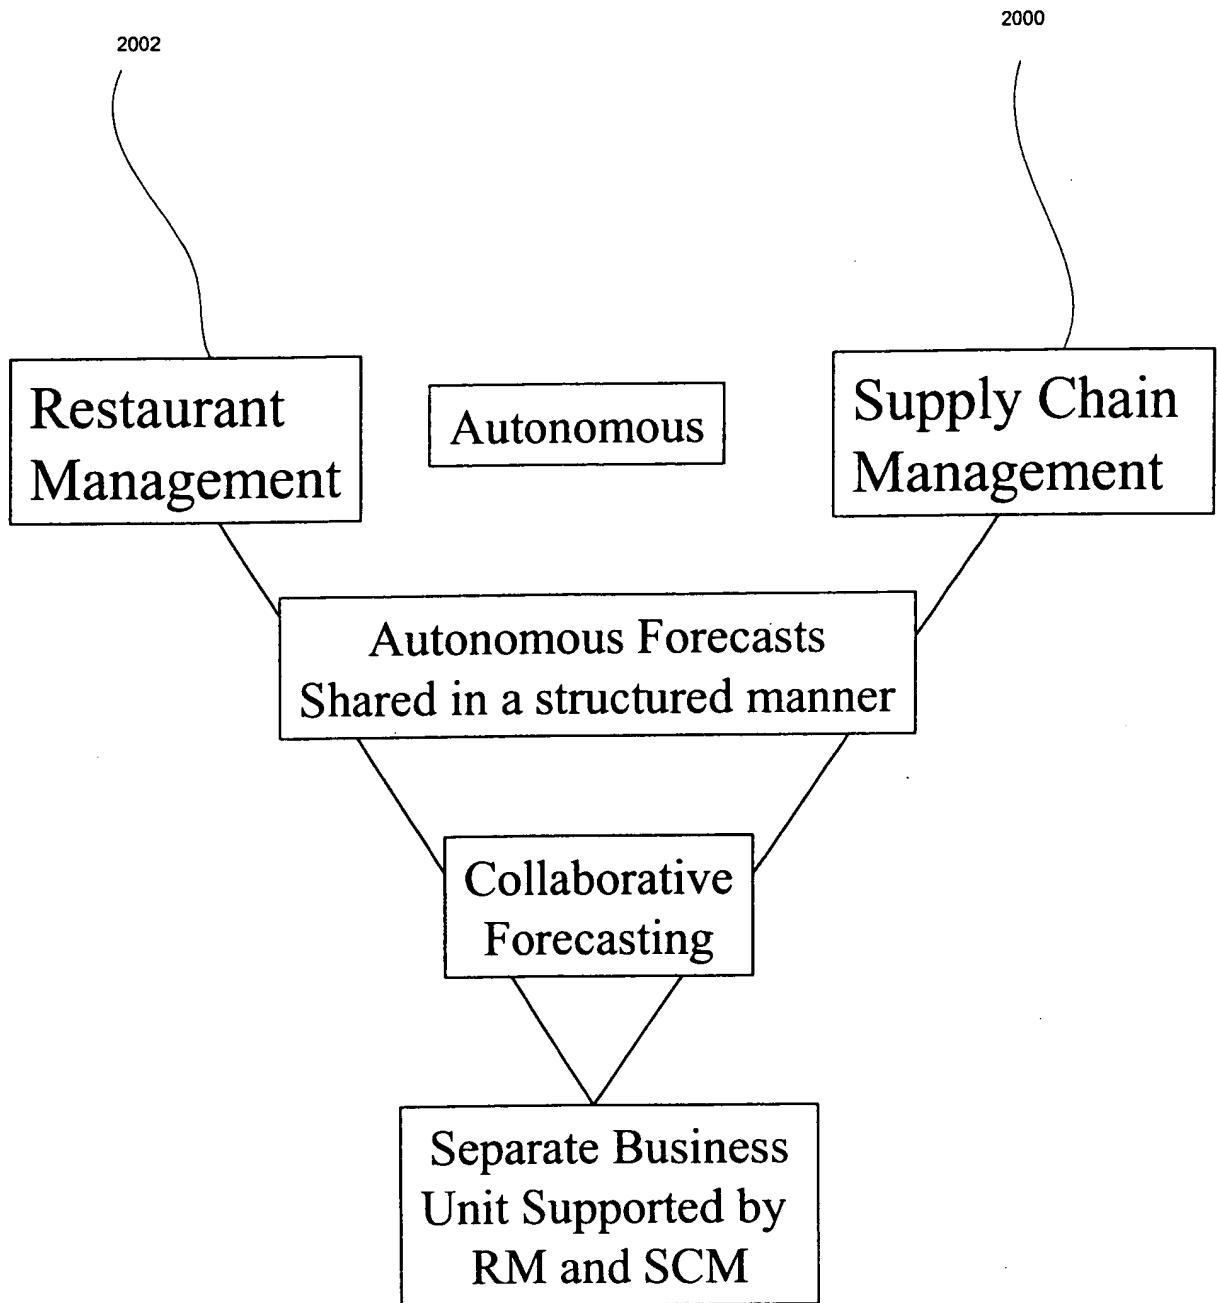 2002
2000
Restaurant
Management
Autonomous
Supply Chain
Management
Autonomous Forecasts
Shared in a structured manner
Collaborative
Forecasting
Separate Business
Unit Supported by
RM and SCM